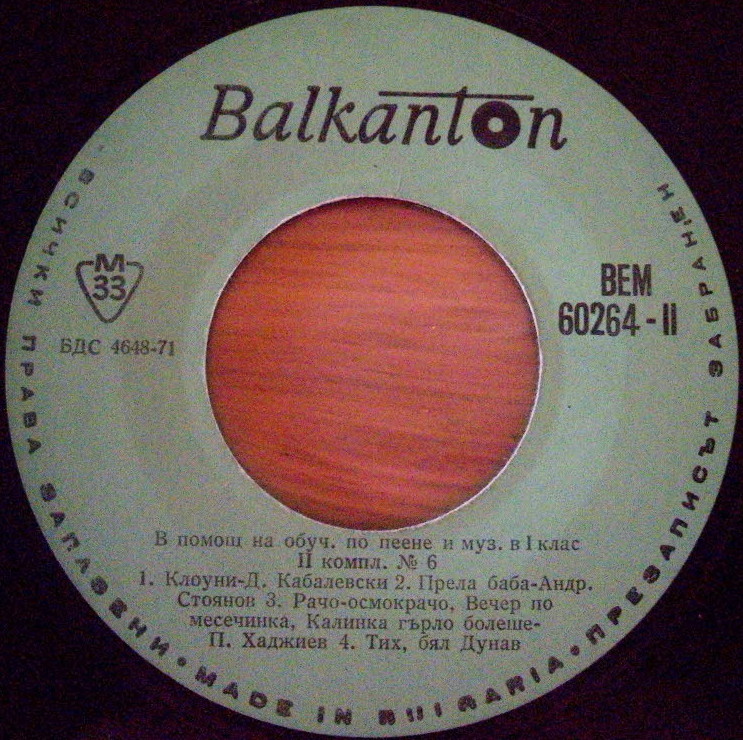 Balkanton
ВСИЧКИ ПРАВА ЗАПАЗЕНИ • MADE IN BULGARIA • ПРЕЗАПИСЪТ ЗАБРАНЕН
М
33
БДС 4648-71
ВЕМ
60264 - II
В помощ на обуч. по пеене и муз. в I клас
II компл. № 6
1. Клоуни-Д. Кабалевски 2. Прела баба-Андр.
Стоянов 3. Рачо-осмокрачо, Вечер по
месечинка, Калинка гърло болеше-
П. Хаджиев 4. Тих, бял Дунав